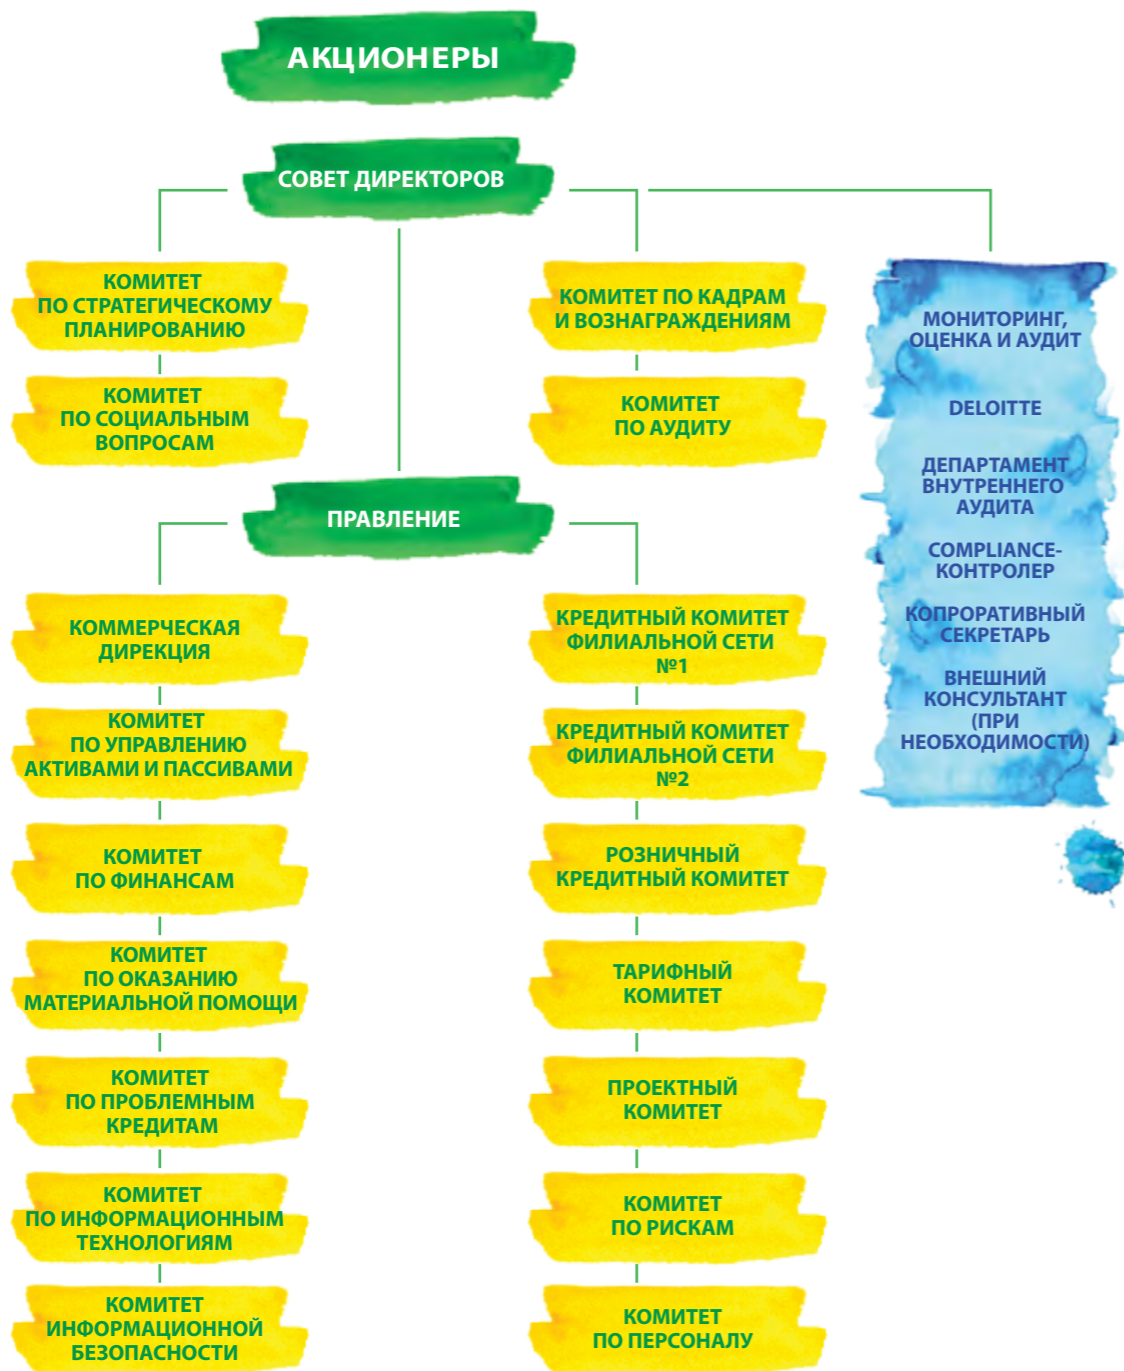 АКЦИОНЕРЫ
СОВЕТ ДИРЕКТОРОВ
КОМИТЕТ
ПО СТРАТЕГИЧЕСКОМУ
ПЛАНИРОВАНИЮ
КОМИТЕТ
ПО СОЦИАЛЬНЫМ
ВОПРОСАМ
КОМИТЕТ ПО КАДРАМ
И ВОЗНАГРАЖДЕНИЯМ
КОМИТЕТ
ПО АУДИТУ
МОНИТОРИНГ,
ОЦЕНКА И АУДИТ
DELOITTE
ДЕПАРТАМЕНТ
ВНУТРЕННЕГО
АУДИТА
COMPLIANCE-
КОНТРОЛЕР
КОПРОРАТИВНЫЙ
СЕКРЕТАРЬ
ВНЕШНИЙ
КОНСУЛЬТАНТ
(ПРИ
НЕОБХОДИМОСТИ)
ПРАВЛЕНИЕ
КОММЕРЧЕСКАЯ
ДИРЕКЦИЯ
КОМИТЕТ
ПО УПРАВЛЕНИЮ
АКТИВАМИ И ПАССИВАМИ
КОМИТЕТ
ПО ФИНАНСАМ
КОМИТЕТ
ПО ОКАЗАНИЮ
МАТЕРИАЛЬНОЙ ПОМОЩИ
КОМИТЕТ
ПО ПРОБЛЕМНЫМ
КРЕДИТАМ
КОМИТЕТ
ПО ИНФОРМАЦИОННЫМ
ТЕХНОЛОГИЯМ
КОМИТЕТ
ИНФОРМАЦИОННОЙ
БЕЗОПАСНОСТИ
КРЕДИТНЫЙ КОМИТЕТ
ФИЛИАЛЬНОЙ СЕТИ
№1
КРЕДИТНЫЙ КОМИТЕТ
ФИЛИАЛЬНОЙ СЕТИ
№2
РОЗНИЧНЫЙ
КРЕДИТНЫЙ КОМИТЕТ
ТАРИФНЫЙ
КОМИТЕТ
ПРОЕКТНЫЙ
КОМИТЕТ
КОМИТЕТ
ПО РИСКАМ
КОМИТЕТ
ПО ПЕРСОНАЛУ